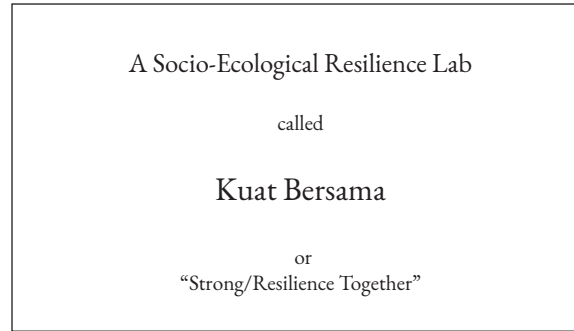 A Socio-Ecological Resilience Lab
called
Kuat Bersama
or
“Strong/Resilience Together”